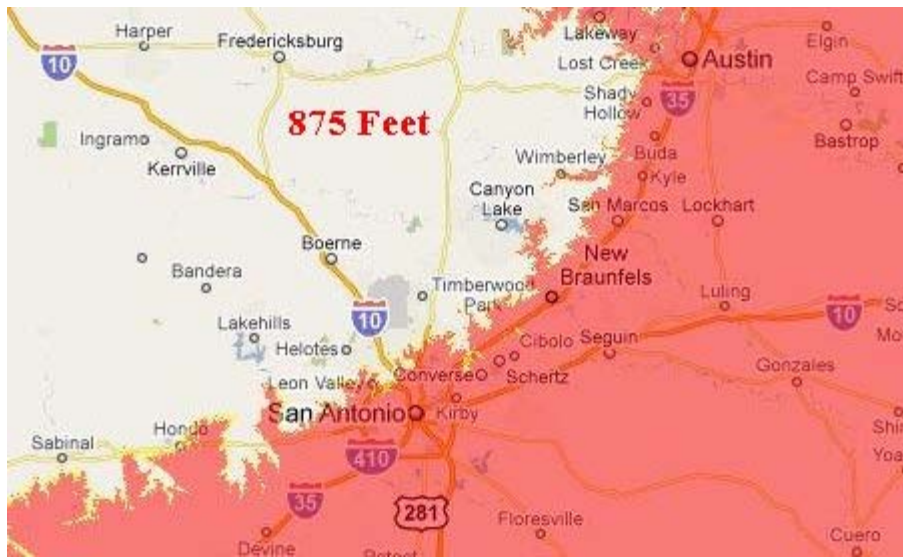 Harper
Fredericksburg
Lakeway
Elgin
10
Lost Creek
Austin
Camp Swift
Shady
Hollow
35
875 Feet
Ingram
Kerrville
Bastrop
Wimberley
Buda
Kyle
Canyon
Lake
San Marcos
Lockhart
Boerne
New
Braunfels
Bandera
Timberwood
Park
Luling
10
10
Lakehills
Helotes
Cibolo
Seguin
Leon Valley
Converse
Schertz
Gonzales
San Antonio
Kirby
Sabinal
Hondo
410
35
281
Floresville
Devine
Cuero